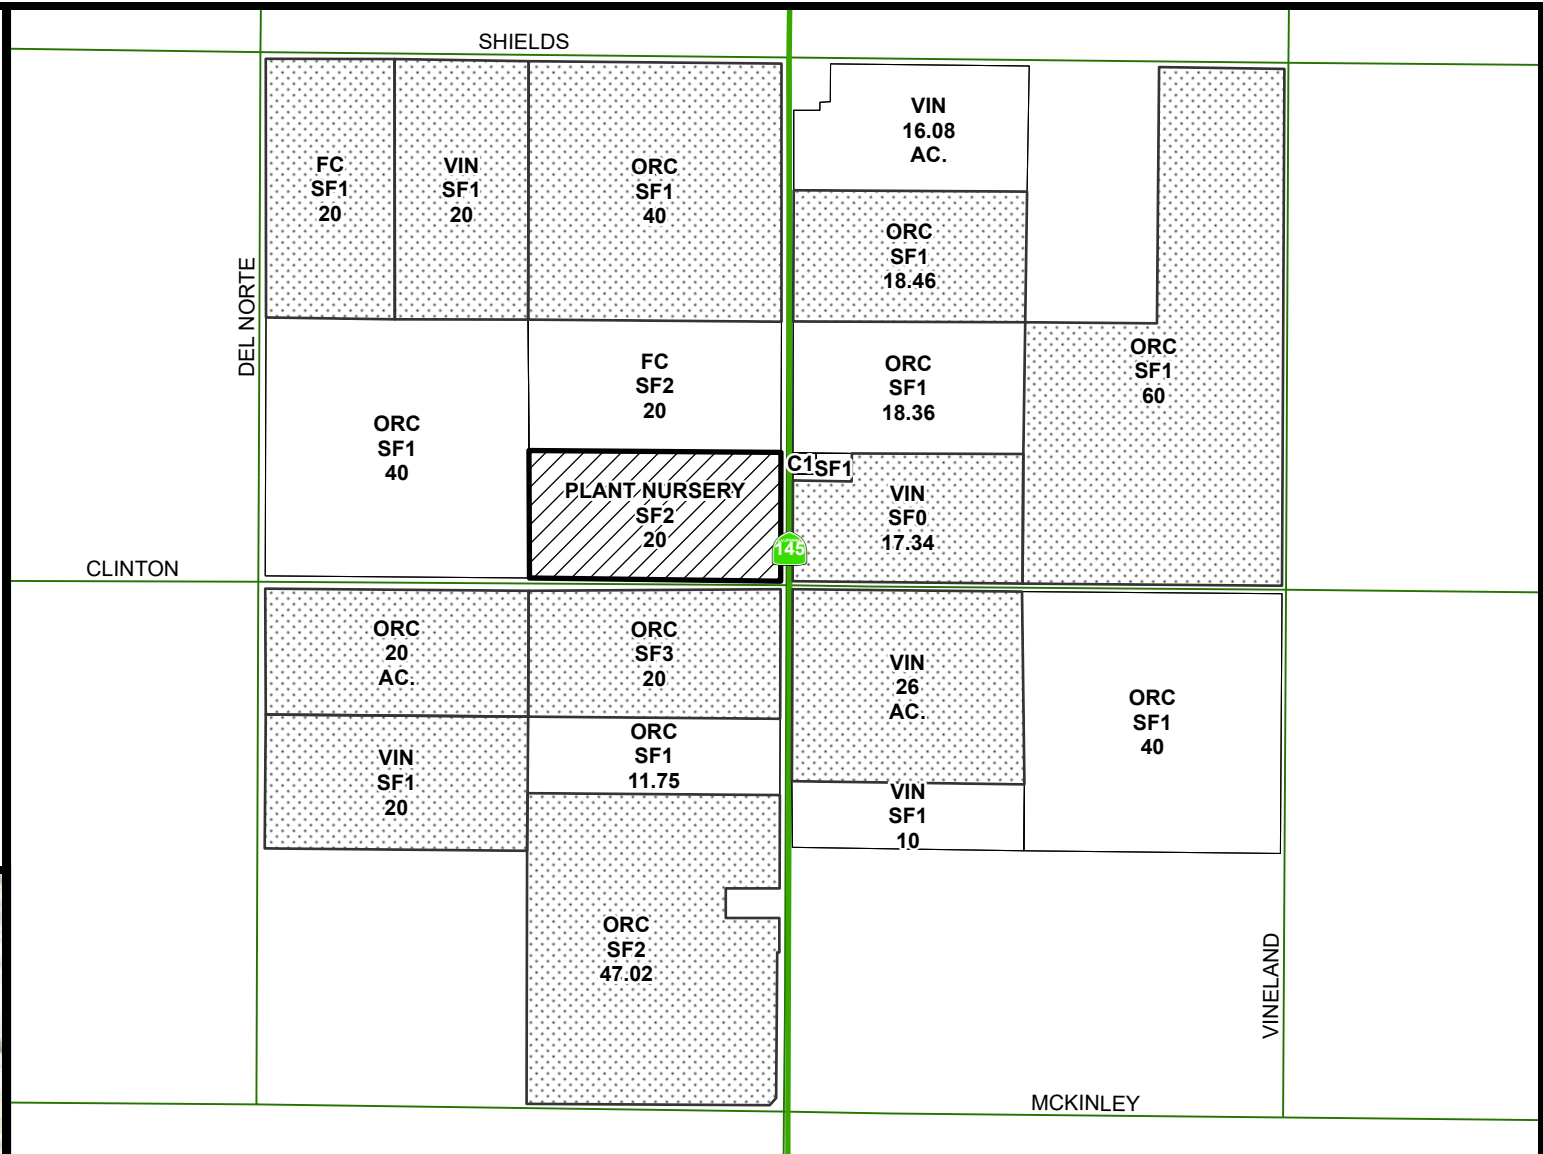 SHIELDS
FC
SF1
20
VIN
SF1
20
ORC
SF1
40
VIN
16.08
AC.
ORC
SF1
18.46
DEL NORTE
ORC
SF1
40
FC
SF2
20
ORC
SF1
18.36
ORC
SF1
60
PLANT NURSERY
SF2
20
C1
SF1
VIN
SF0
17.34
145
CLINTON
ORC
20
AC.
ORC
SF3
20
VIN
26
AC.
ORC
SF1
40
VIN
SF1
20
ORC
SF1
11.75
VIN
SF1
10
ORC
SF2
47.02
VINELAND
MCKINLEY